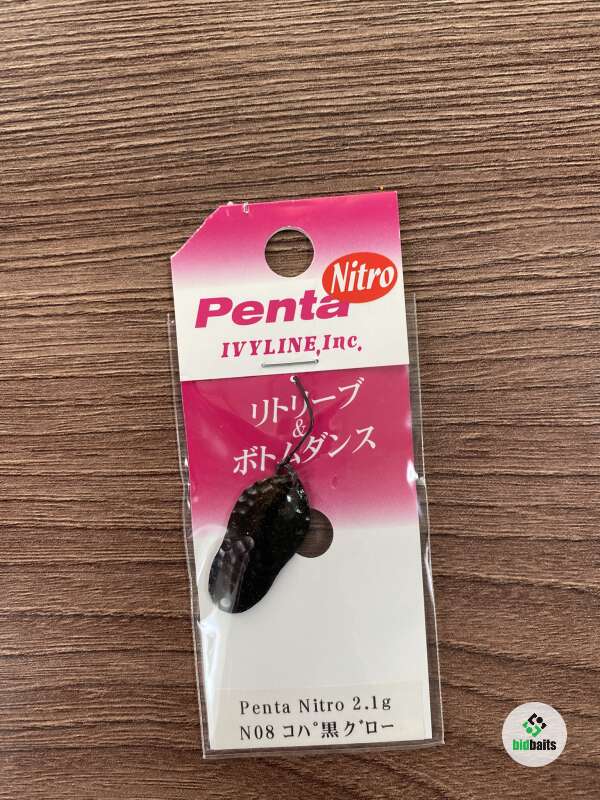 Nitro
Penta
IVYLINE,Inc.
リトリーブ
&
ボトムダンス
Penta Nitro 2.1g
N08 コパ黒グロー
bidbaits